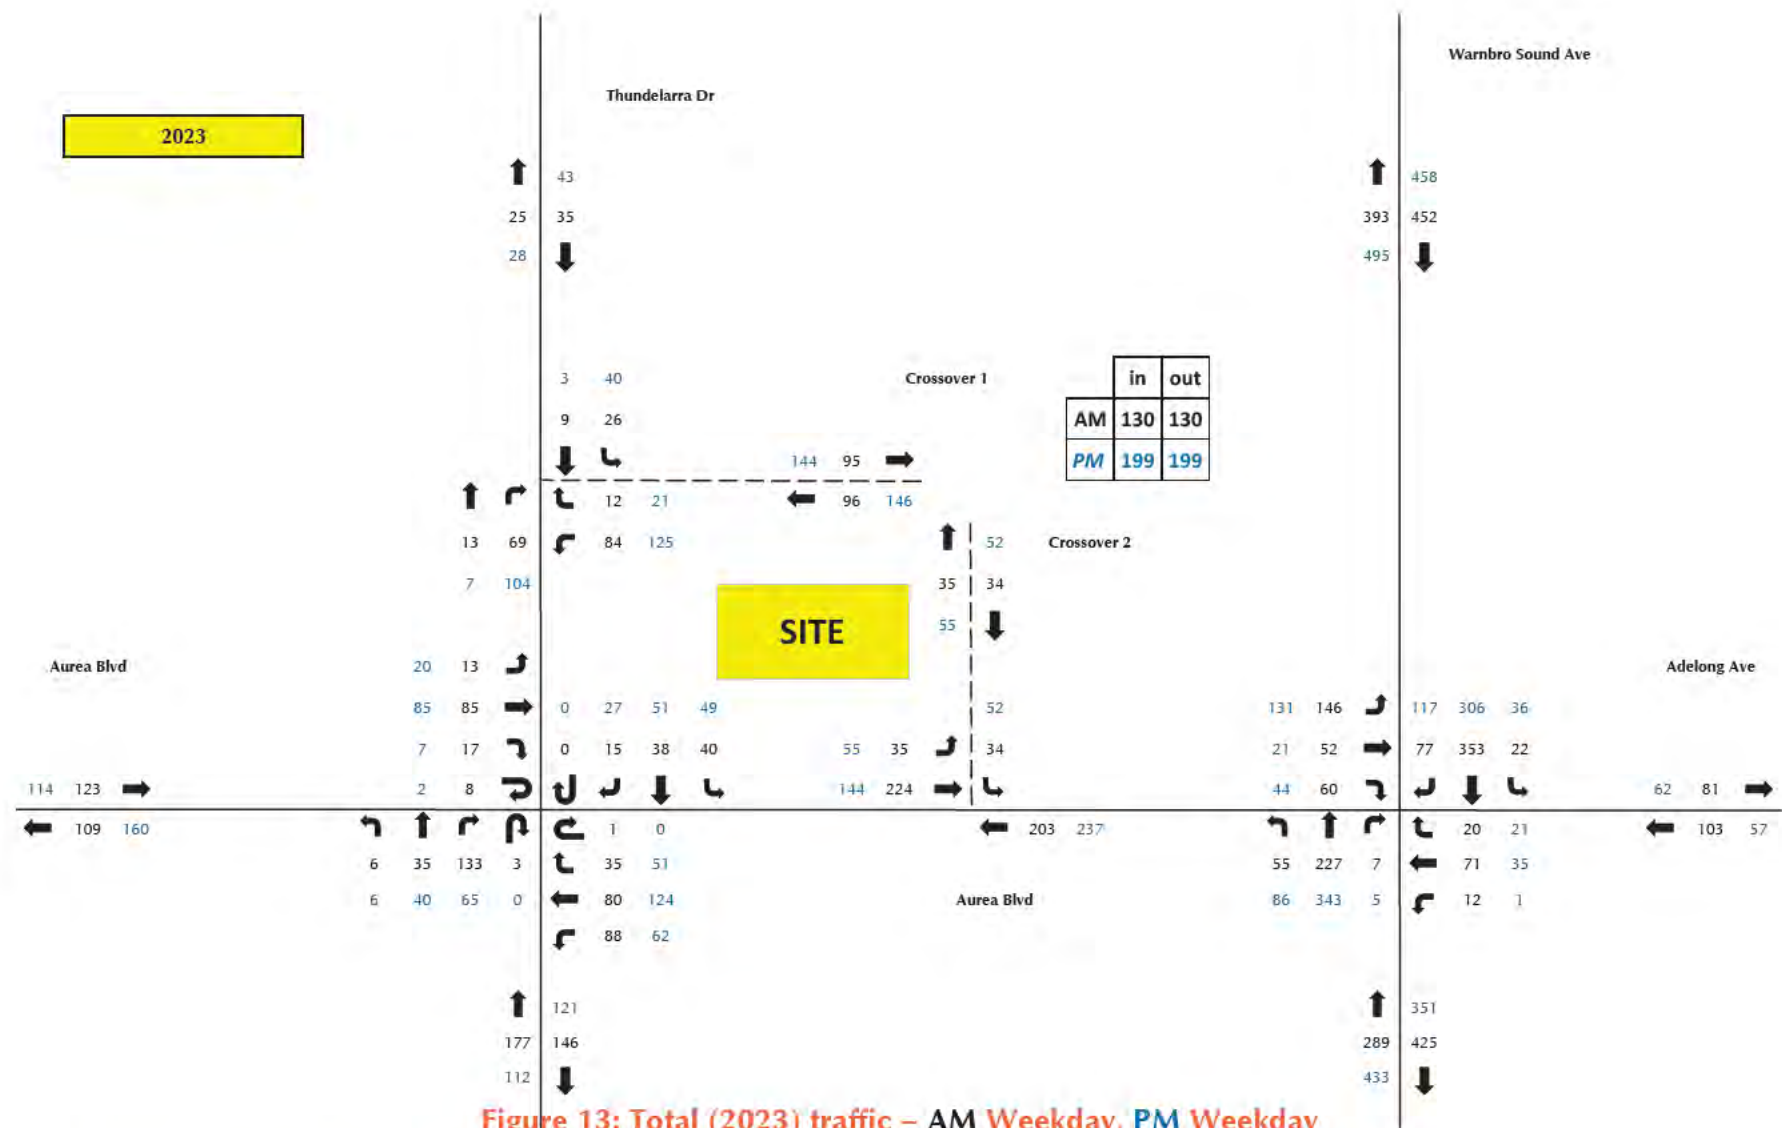 Warnbro Sound Ave
Thundelarra Dr
2023
43 458
25 35 393 452
28 495
3 40 Crossover 1 in out
9 26 AM 130 130
144 95 PM 199 199
12 21 96 146
13 69 84 125 52 Crossover 2
7 104 35 34
SITE 55
Aurea Blvd 20 13 Adelong Ave
85 85 0 27 51 49 52 131 146 117 306 36
7 17 0 15 38 40 55 35 34 21 52 77 353 22
114 123 2 8 144 224 44 60 62 81
109 160 1 0 203 237 20 21 103 57
6 35 133 3 35 51 55 227 7 71 35
6 40 65 0 80 124 Aurea Blvd 86 343 5 12 1
88 62
121 351
177 146 289 425
112 433
Figure 13: Total (2023) traffic – AM Weekday, PM Weekday